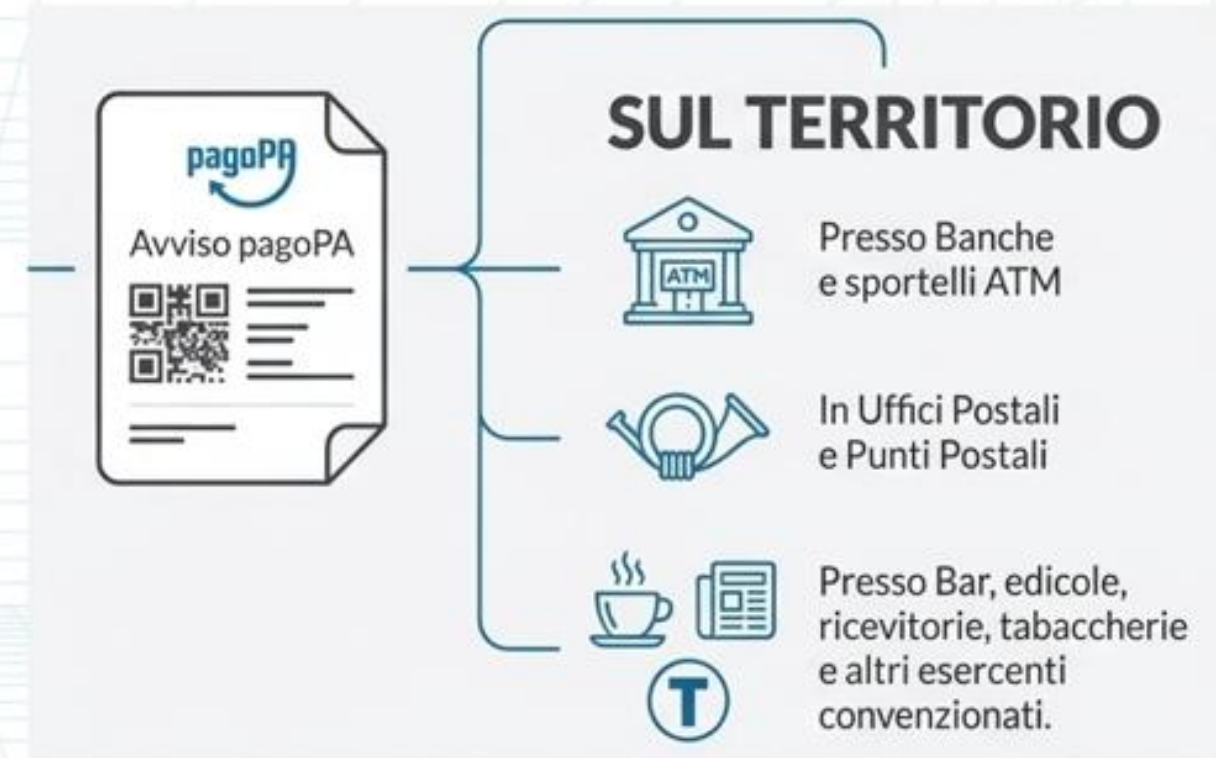 pagoPA
Avviso pagoPA
SUL TERRITORIO
ATM
Presso Banche
e sportelli ATM
In Uffici Postali
e Punti Postali
Presso Bar, edicole,
ricevitorie, tabaccherie
e altri esercenti
convenzionati.
T